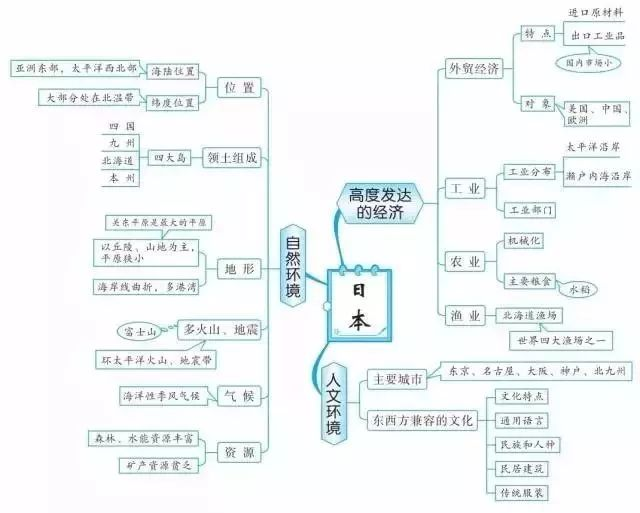 日本
自然环境
位置
海陆位置
亚洲东部，太平洋西北部
纬度位置
大部分处在北温带
领土组成
四大岛
四国
九州
北海道
本州
地形
关东平原是最大的平原
以丘陵、山地为主，
平原狭小
海岸线曲折，多港湾
多火山、地震
富士山
环太平洋火山、地震带
气候
海洋性季风气候
资源
森林、水能资源丰富
矿产资源贫乏
高度发达
的经济
外贸经济
特点
进口原材料
出口工业品
国内市场小
对象
美国、中国、
欧洲
工业
工业分布
太平洋沿岸
濑户内海沿岸
工业部门
农业
机械化
主要粮食
水稻
渔业
北海道渔场
世界四大渔场之一
人文环境
主要城市
东京、名古屋、大阪、神户、北九州
东西方兼容的文化
文化特点
通用语言
民族和人种
民居建筑
传统服装